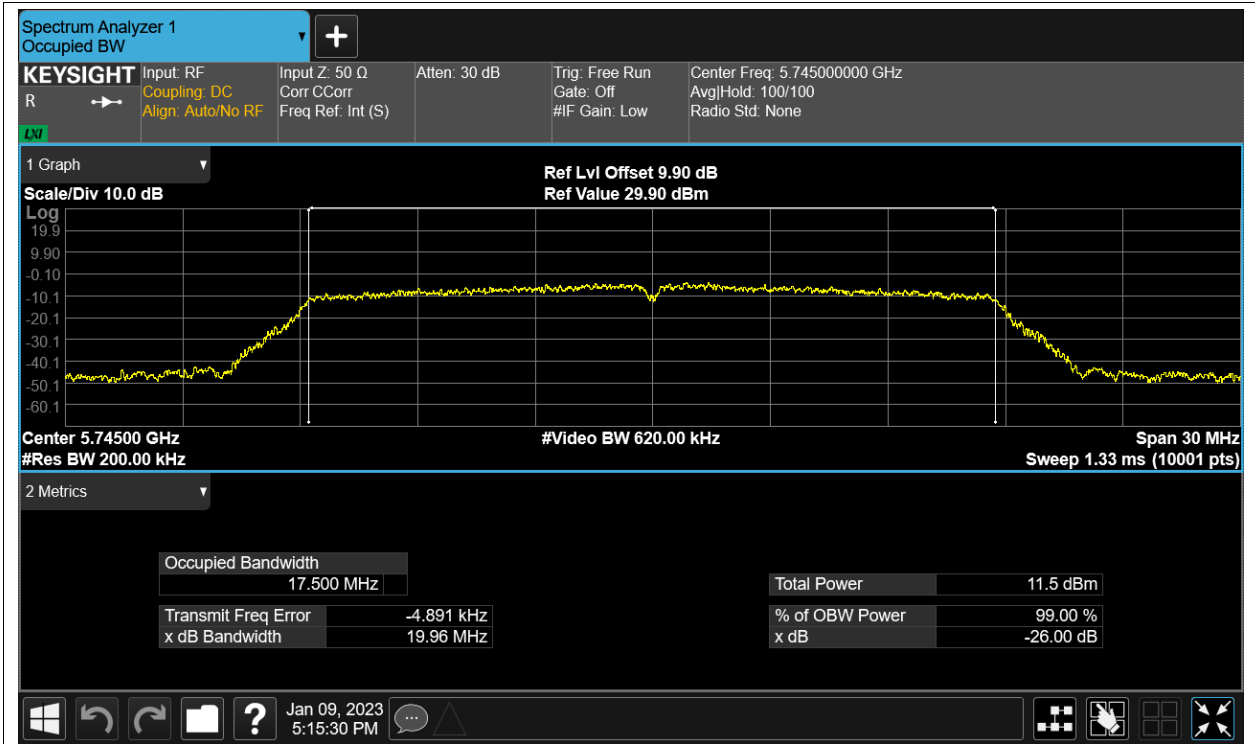 Spectrum Analyzer 1
Occupied BW
KEYSIGHT
R
LXI
Input: RF
Coupling: DC
Align: Auto/No RF
Input Z: 50 Ω
Corr CCorr
Freq Ref: Int (S)
Atten: 30 dB
Trig: Free Run
Gate: Off
#IF Gain: Low
Center Freq: 5.745000000 GHz
Avg|Hold: 100/100
Radio Std: None
1 Graph
Scale/Div 10.0 dB
Ref Lvl Offset 9.90 dB
Ref Value 29.90 dBm
Log
19.9
9.90
-0.10
-10.1
-20.1
-30.1
-40.1
-50.1
-60.1
Center 5.74500 GHz
#Res BW 200.00 kHz
#Video BW 620.00 kHz
Span 30 MHz
Sweep 1.33 ms (10001 pts)
2 Metrics
Occupied Bandwidth
17.500 MHz
Transmit Freq Error -4.891 kHz
x dB Bandwidth 19.96 MHz
Total Power 11.5 dBm
% of OBW Power 99.00 %
x dB -26.00 dB
?
Jan 09, 2023
5:15:30 PM